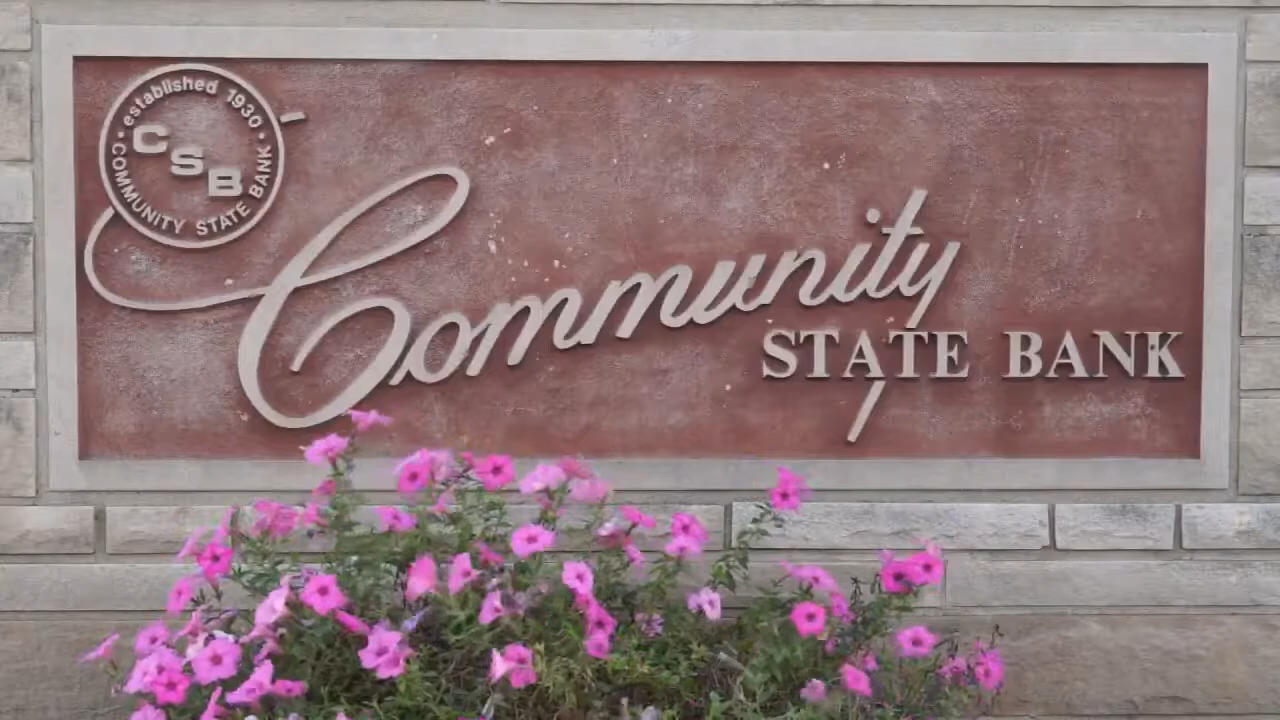 established 1930
CSB
COMMUNITY STATE BANK
Community
STATE BANK